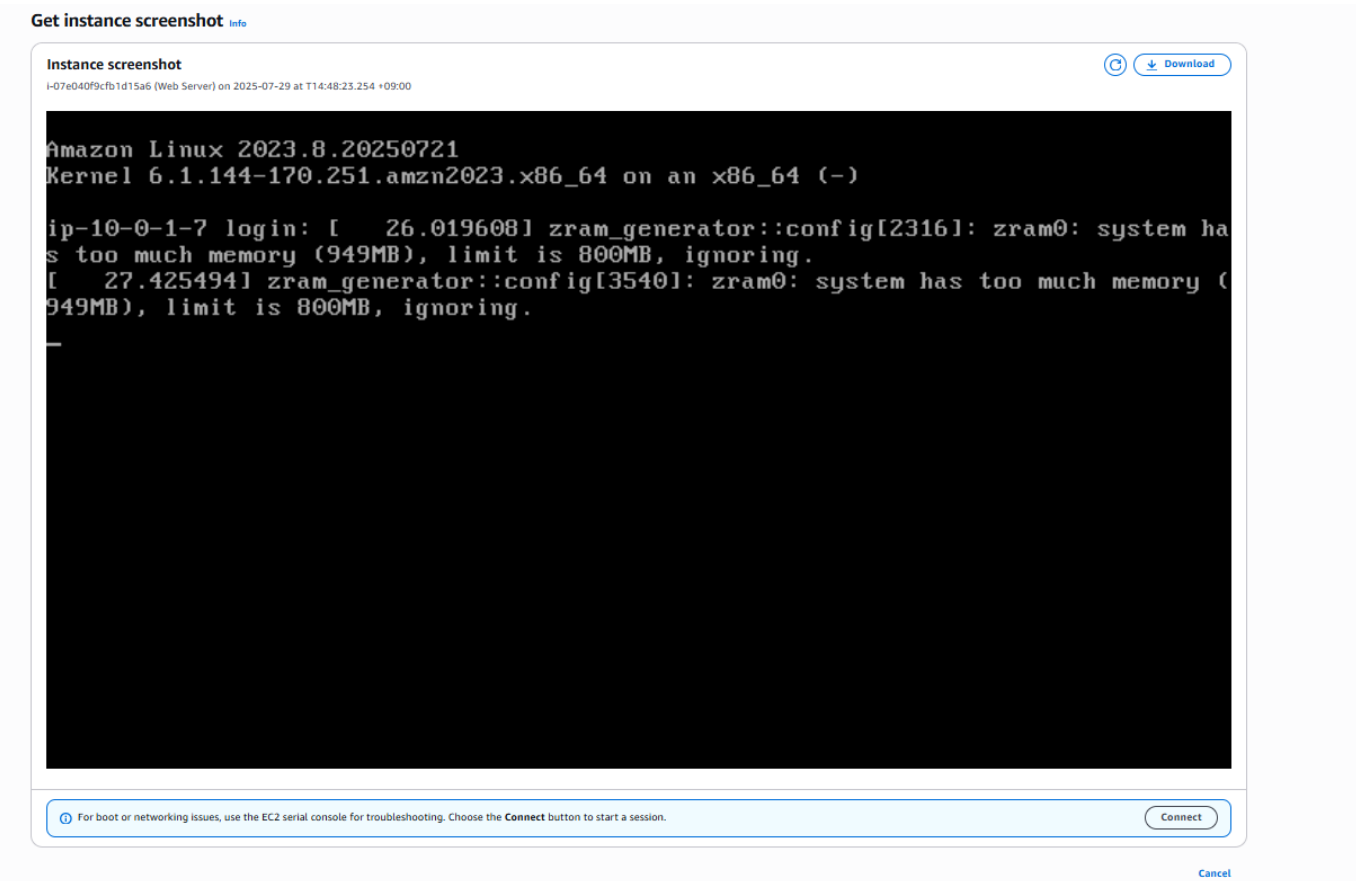 Get instance screenshot Info
Instance screenshot
Download
i-07e040f9cfb1d15a6 (Web Server) on 2025-07-29 at T14:48:23.254 +09:00
Amazon Linux 2023.8.20250721
Kernel 6.1.144-170.251.amzn2023.x86_64 on an x86_64 (-)
ip-10-0-1-7 login: [   26.019608] zram_generator::config[2316]: zram0: system ha
s too much memory (949MB), limit is 800MB, ignoring.
[   27.425494] zram_generator::config[3540]: zram0: system has too much memory (
949MB), limit is 800MB, ignoring.
For boot or networking issues, use the EC2 serial console for troubleshooting. Choose the Connect button to start a session.
Connect
Cancel